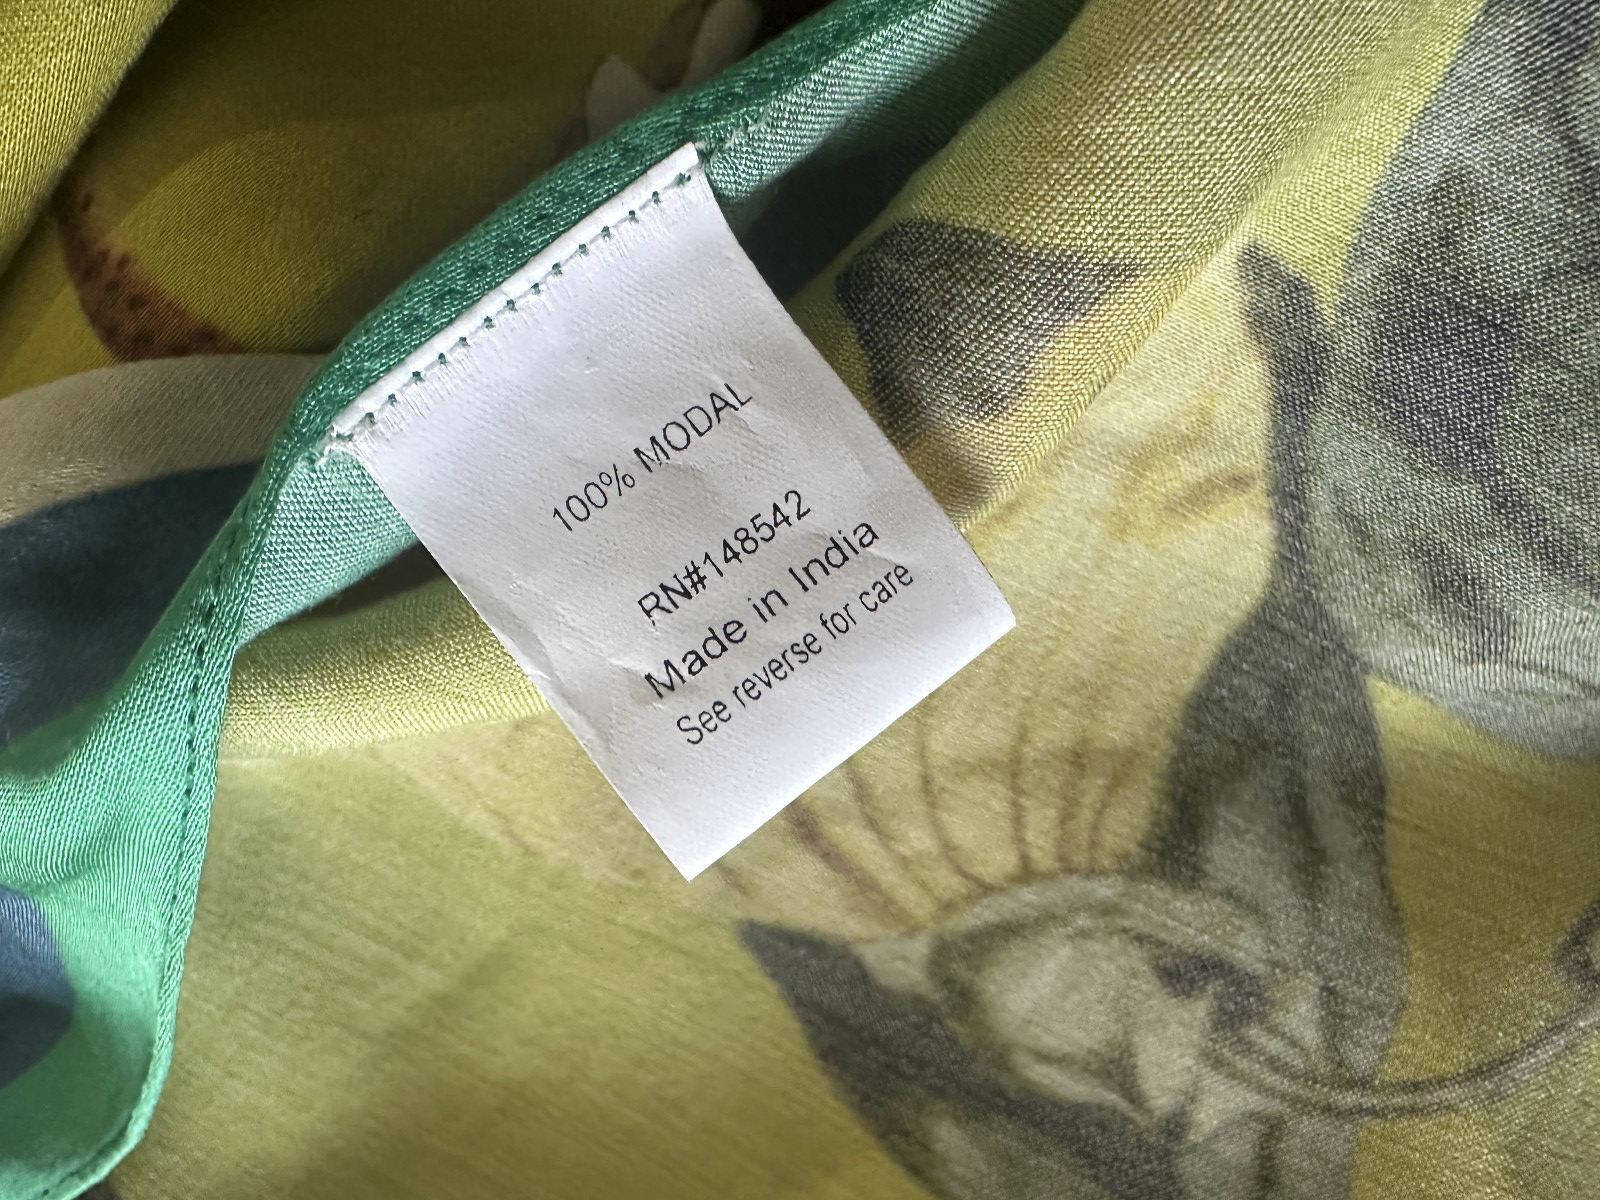 100% MODAL
RN#148542
Made in India
See reverse for care